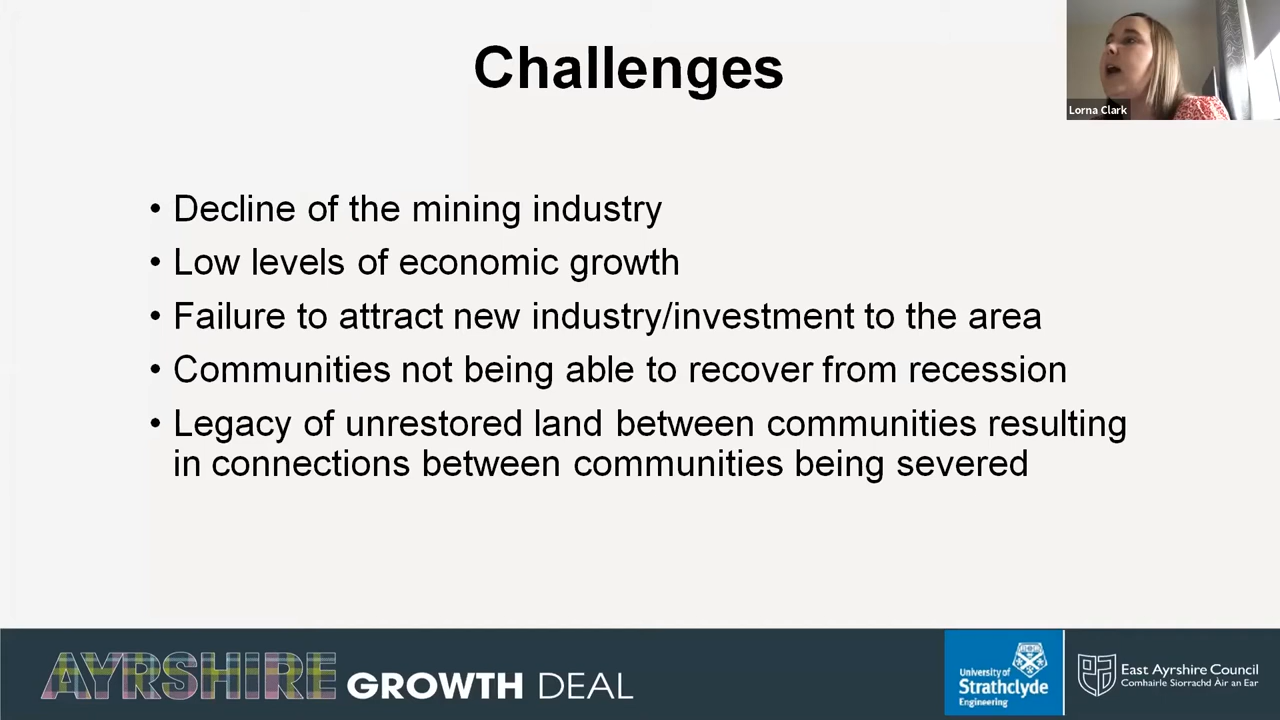 Challenges
Lorna Clark
• Decline of the mining industry
• Low levels of economic growth
• Failure to attract new industry/investment to the area
• Communities not being able to recover from recession
• Legacy of unrestored land between communities resulting
in connections between communities being severed
AYRSHIRE GROWTH DEAL
University of
Strathclyde
Engineering
East Ayrshire Council
Comhairle Siorrachd Àir an Ear